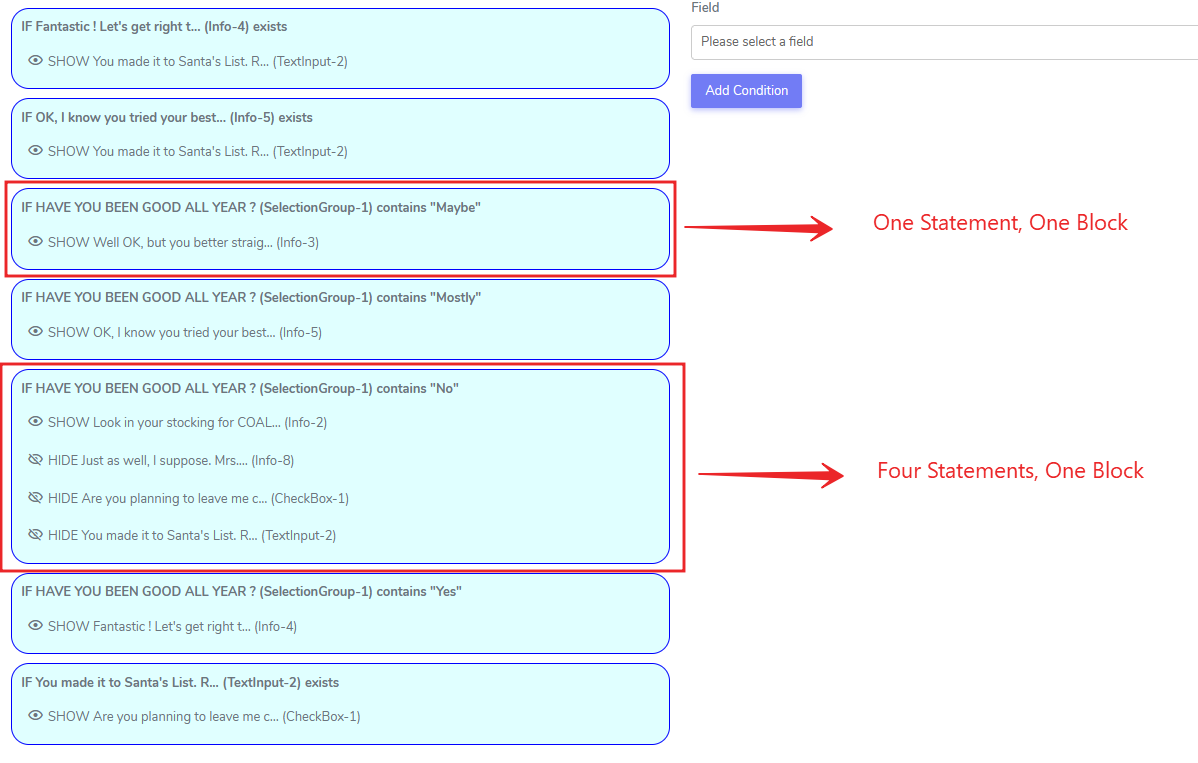 IF Fantastic ! Let's get right t... (Info-4) exists
SHOW You made it to Santa's List. R... (TextInput-2)
IF OK, I know you tried your best... (Info-5) exists
SHOW You made it to Santa's List. R... (TextInput-2)
IF HAVE YOU BEEN GOOD ALL YEAR ? (SelectionGroup-1) contains "Maybe"
SHOW Well OK, but you better straig... (Info-3)
IF HAVE YOU BEEN GOOD ALL YEAR ? (SelectionGroup-1) contains "Mostly"
SHOW OK, I know you tried your best... (Info-5)
IF HAVE YOU BEEN GOOD ALL YEAR ? (SelectionGroup-1) contains "No"
SHOW Look in your stocking for COAL... (Info-2)
HIDE Just as well, I suppose. Mrs.... (Info-8)
HIDE Are you planning to leave me c... (CheckBox-1)
HIDE You made it to Santa's List. R... (TextInput-2)
IF HAVE YOU BEEN GOOD ALL YEAR ? (SelectionGroup-1) contains "Yes"
SHOW Fantastic ! Let's get right t... (Info-4)
IF You made it to Santa's List. R... (TextInput-2) exists
SHOW Are you planning to leave me c... (CheckBox-1)
Field
Please select a field
Add Condition
One Statement, One Block
Four Statements, One Block